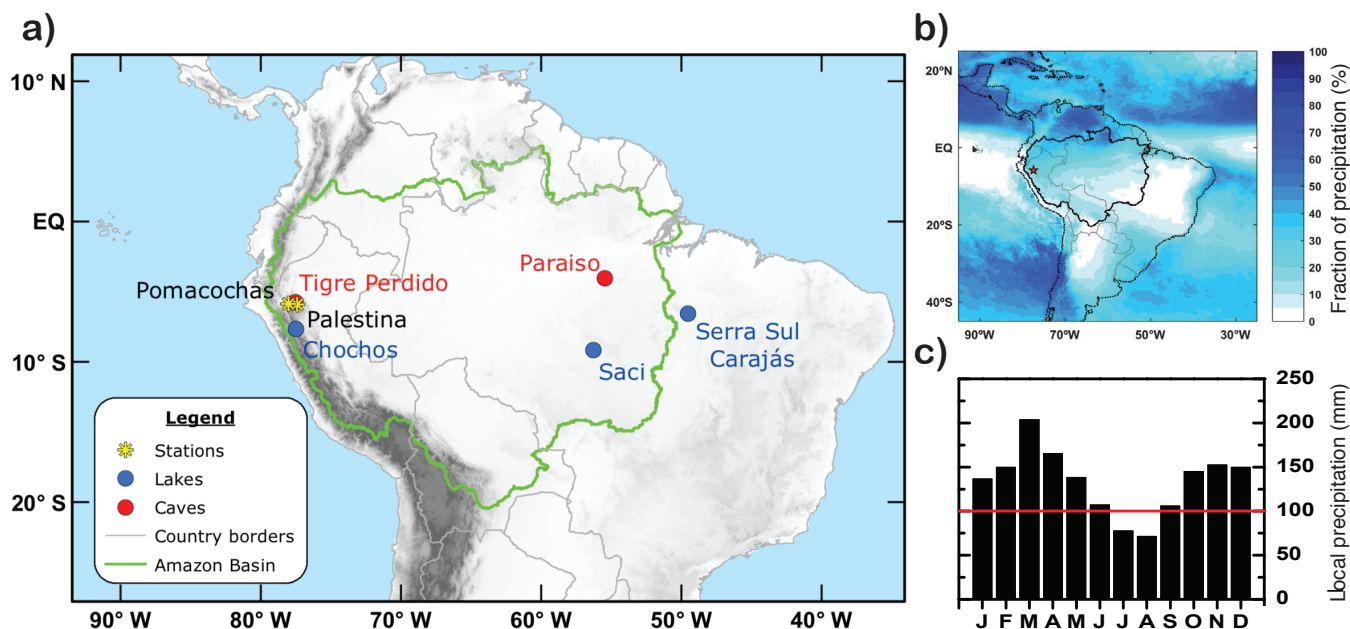 a)
10° N
EQ
10° S
20° S
90° W
80° W
70° W
60° W
50° W
40° W
Pomacochas
Tigre Perdido
Palestina
Chochos
Paraiso
Saci
Serra Sul
Carajás
Legend
Stations
Lakes
Caves
Country borders
Amazon Basin
b)
20°N
EQ
20°S
40°S
90°W
70°W
50°W
30°W
100
90
80
70
60
50
40
30
20
10
0
Fraction of precipitation (%)
c)
250
200
150
100
50
0
Local precipitation (mm)
J F M A M J J A S O N D